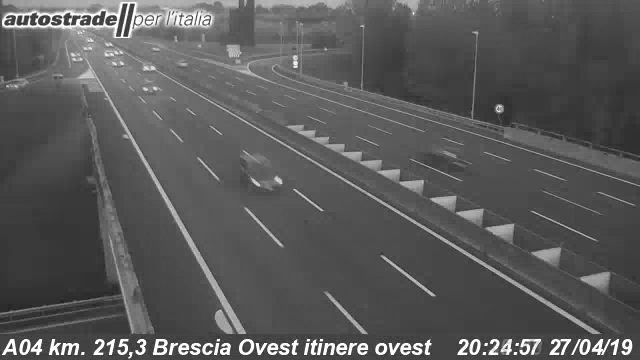 autostrade//per l'italia
A04 km. 215,3 Brescia Ovest itinere ovest 20:24:57 27/04/19